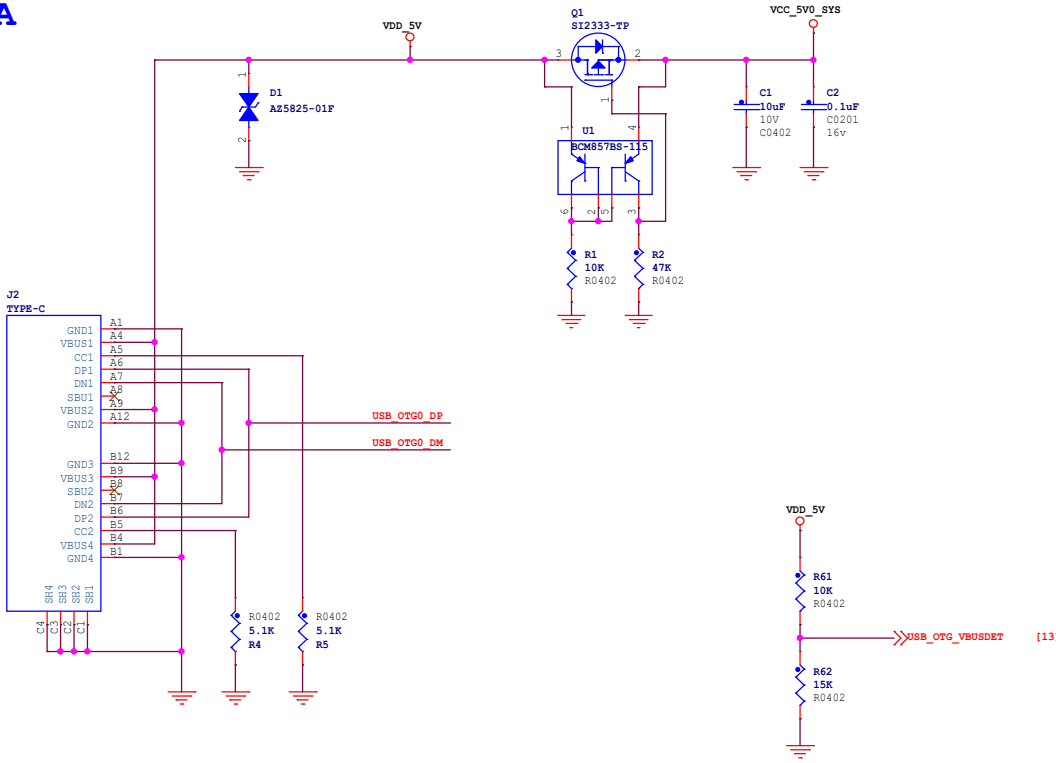 A
VDD_5V
Q1
SI2333-TP
VCC_5V0_SYS
3
2
1
1
D1
AZ5825-01F
2
C1
10uF
10V
C0402
C2
0.1uF
C0201
16v
1
U1
4
BCM857BS-115
6
2
5
3
R1
10K
R0402
R2
47K
R0402
J2
TYPE-C
GND1 A1
VBUS1 A4
CC1 A5
DP1 A6
DN1 A7
SBU1 A8
VBUS2 A9
GND2 A12
USB_OTG0_DP
USB_OTG0_DM
GND3 B12
VBUS3 B9
SBU2 B8
DN2 B7
DP2 B6
CC2 B5
VBUS4 B4
GND4 B1
SH4 SH3 SH2 SH1
C4 C3 C2 C1
R0402
5.1K
R4
R0402
5.1K
R5
VDD_5V
R61
10K
R0402
USB_OTG_VBUSDET [13]
R62
15K
R0402